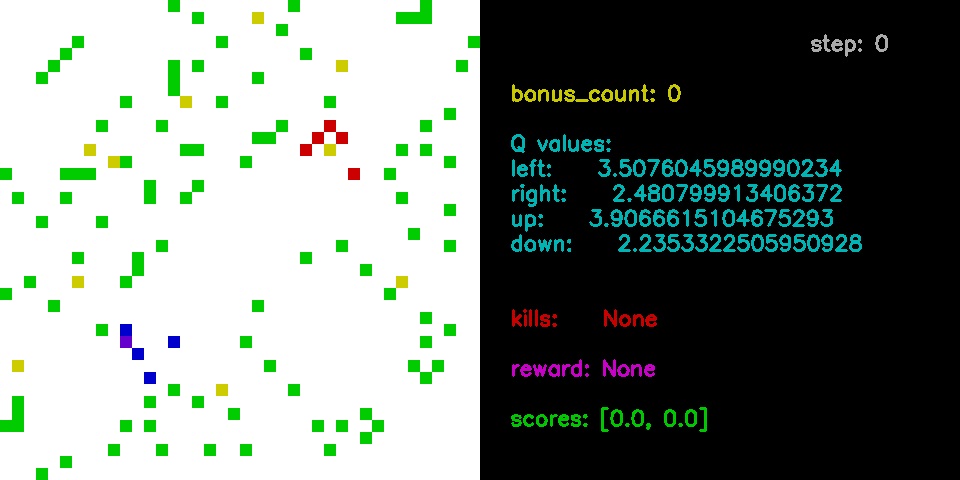 step: 0
bonus_count: 0
Q values:
left: 3.5076045989990234
right: 2.480799913406372
up: 3.9066615104675293
down: 2.2353322505950928
kills: None
reward: None
scores: [0.0, 0.0]